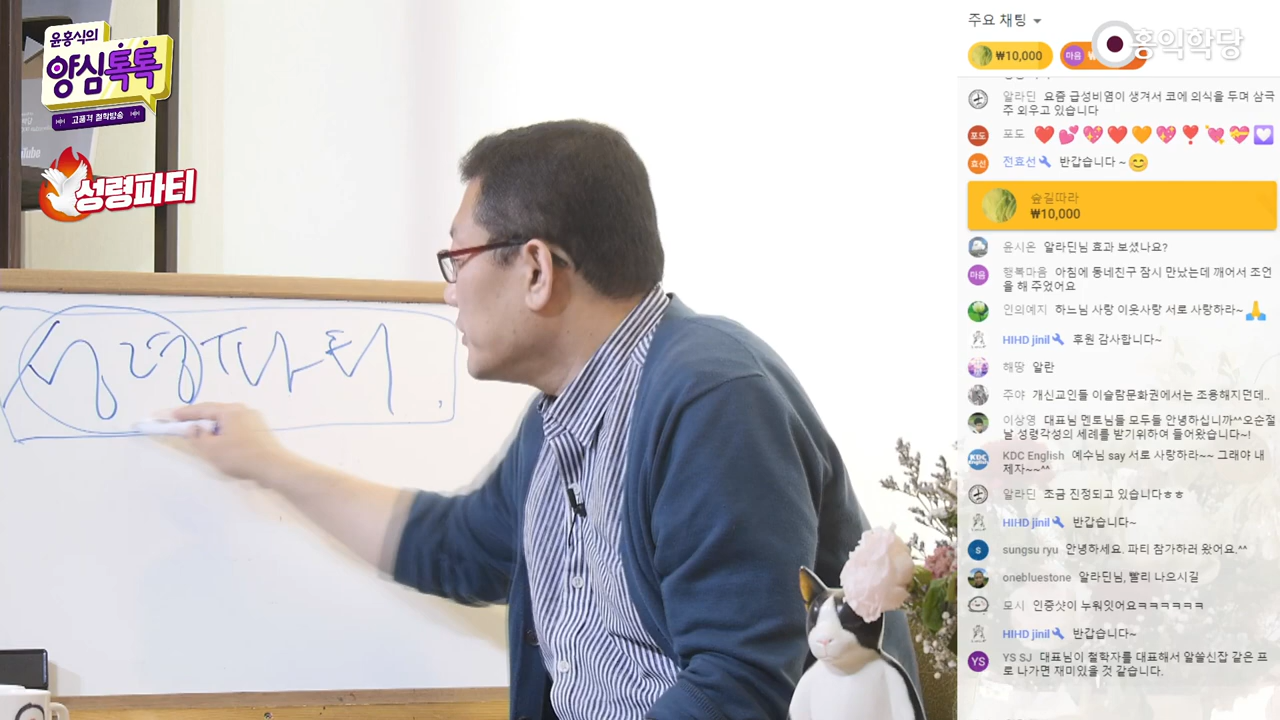 윤홍식의
양심톡톡
고품격 철학방송
성령파티
성령파티
주요 채팅
₩10,000
마음
홍익학당
알라딘 요즘 급성비염이 생겨서 코에 의식을 두며 삼극
주 외우고 있습니다
포도 포도 ❤️💕💖❤️🧡💖❣️💘💝💟
효선 전효선 반갑습니다 ~😊
숲길따라
₩10,000
윤시온 알라딘님 효과 보셨나요?
마음 행복마음 아침에 동네친구 잠시 만났는데 깨어서 조언
을 해 주었어요
인의예지 하느님 사랑 이웃사랑 서로 사랑하라~🙏
HIHD jinil 후원 감사합니다~
해땅 알란
주야 개신교인들 이슬람문화권에서는 조용해지던데..
이상영 대표님 멘토님들 모두들 안녕하십니까^^오순절
날 성령각성의 세례를 받기위하여 들어왔습니다~!
KDC English KDC English 예수님 say 서로 사랑하라~~ 그래야 내
제자~~^^
알라딘 조금 진정되고 있습니다ㅎㅎ
HIHD jinil 반갑습니다~
S sungsu ryu 안녕하세요. 파티 참가하러 왔어요.^^
onebluestone 알라딘님, 빨리 나으시길
모시 인증샷이 누워잇어요ㅋㅋㅋㅋㅋㅋ
HIHD jinil 반갑습니다~
YS YS SJ 대표님이 철학자를 대표해서 알쓸신잡 같은 프
로 나가면 재미있을 것 같습니다.